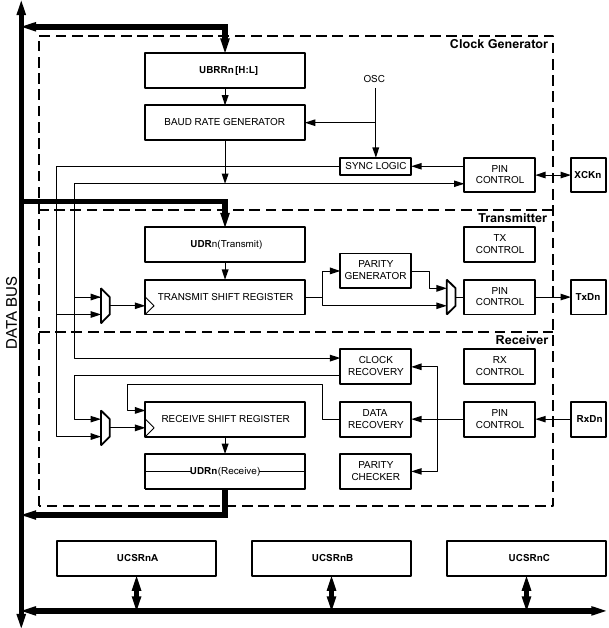 Clock Generator
UBRRn[H:L]
OSC
BAUD RATE GENERATOR
SYNC LOGIC
PIN
CONTROL
XCKn
Transmitter
UDRn(Transmit)
TX
CONTROL
PARITY
GENERATOR
TRANSMIT SHIFT REGISTER
PIN
CONTROL
TxDn
DATA BUS
Receiver
CLOCK
RECOVERY
RX
CONTROL
RECEIVE SHIFT REGISTER
DATA
RECOVERY
PIN
CONTROL
RxDn
UDRn(Receive)
PARITY
CHECKER
UCSRnA
UCSRnB
UCSRnC